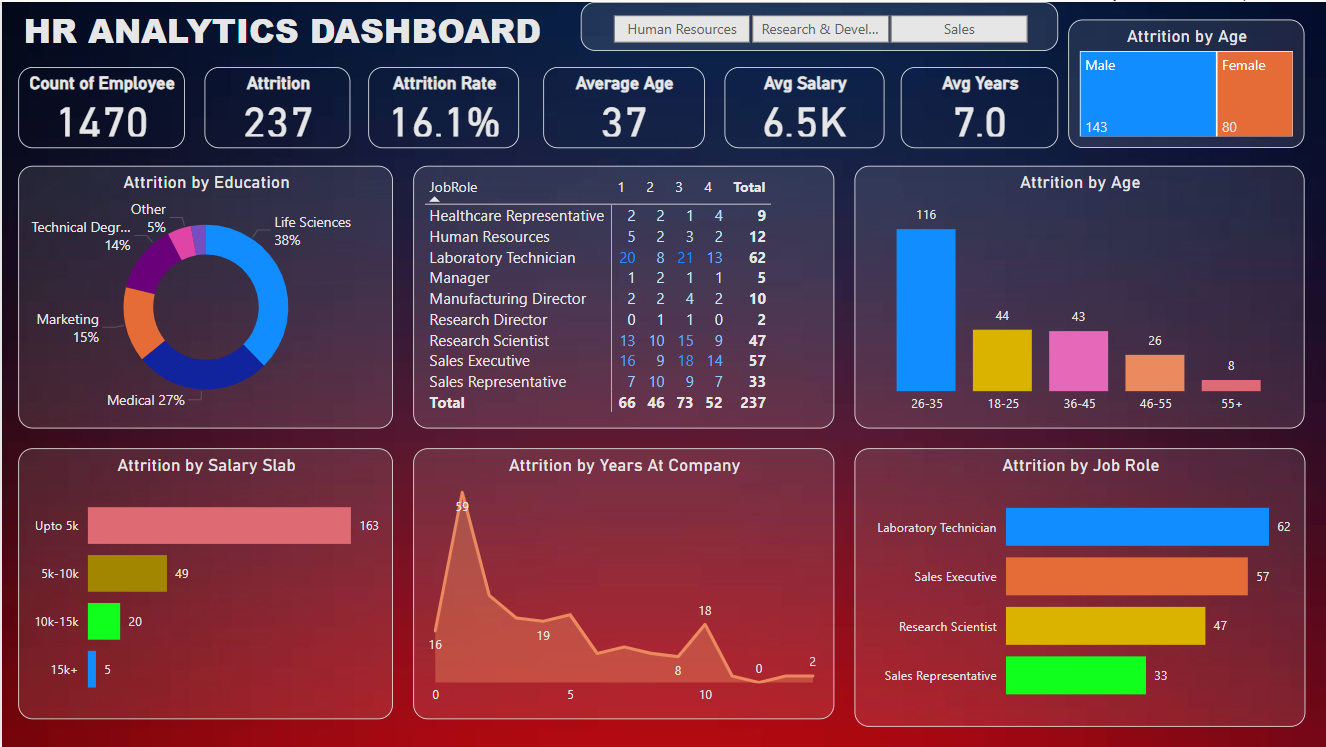 HR ANALYTICS DASHBOARD
Human Resources Research & Devel... Sales
Attrition by Age
Male Female
143 80
Count of Employee
1470
Attrition
237
Attrition Rate
16.1%
Average Age
37
Avg Salary
6.5K
Avg Years
7.0
Attrition by Education
Other
5%
Life Sciences
38%
Technical Degr...
14%
Marketing
15%
Medical 27%
JobRole 1 2 3 4 Total
Healthcare Representative 2 2 1 4 9
Human Resources 5 2 3 2 12
Laboratory Technician 20 8 21 13 62
Manager 1 2 1 1 5
Manufacturing Director 2 2 4 2 10
Research Director 0 1 1 0 2
Research Scientist 13 10 15 9 47
Sales Executive 16 9 18 14 57
Sales Representative 7 10 9 7 33
Total 66 46 73 52 237
Attrition by Age
116 44 43 26 8
26-35 18-25 36-45 46-55 55+
Attrition by Salary Slab
Upto 5k 163
5k-10k 49
10k-15k 20
15k+ 5
Attrition by Years At Company
59
18
16 19 8 0 2
0 5 10
Attrition by Job Role
Laboratory Technician 62
Sales Executive 57
Research Scientist 47
Sales Representative 33